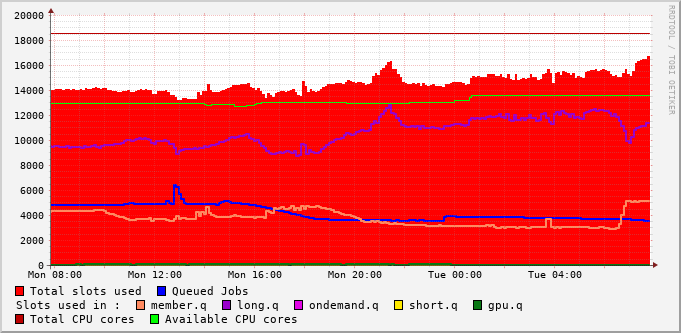 20000
18000
16000
14000
12000
10000
8000
6000
4000
2000
0
Mon 08:00 Mon 12:00 Mon 16:00 Mon 20:00 Tue 00:00 Tue 04:00
RRDTOOL / TOBI OETIKER
Total slots used Queued Jobs
Slots used in : member.q long.q ondemand.q short.q gpu.q
Total CPU cores Available CPU cores